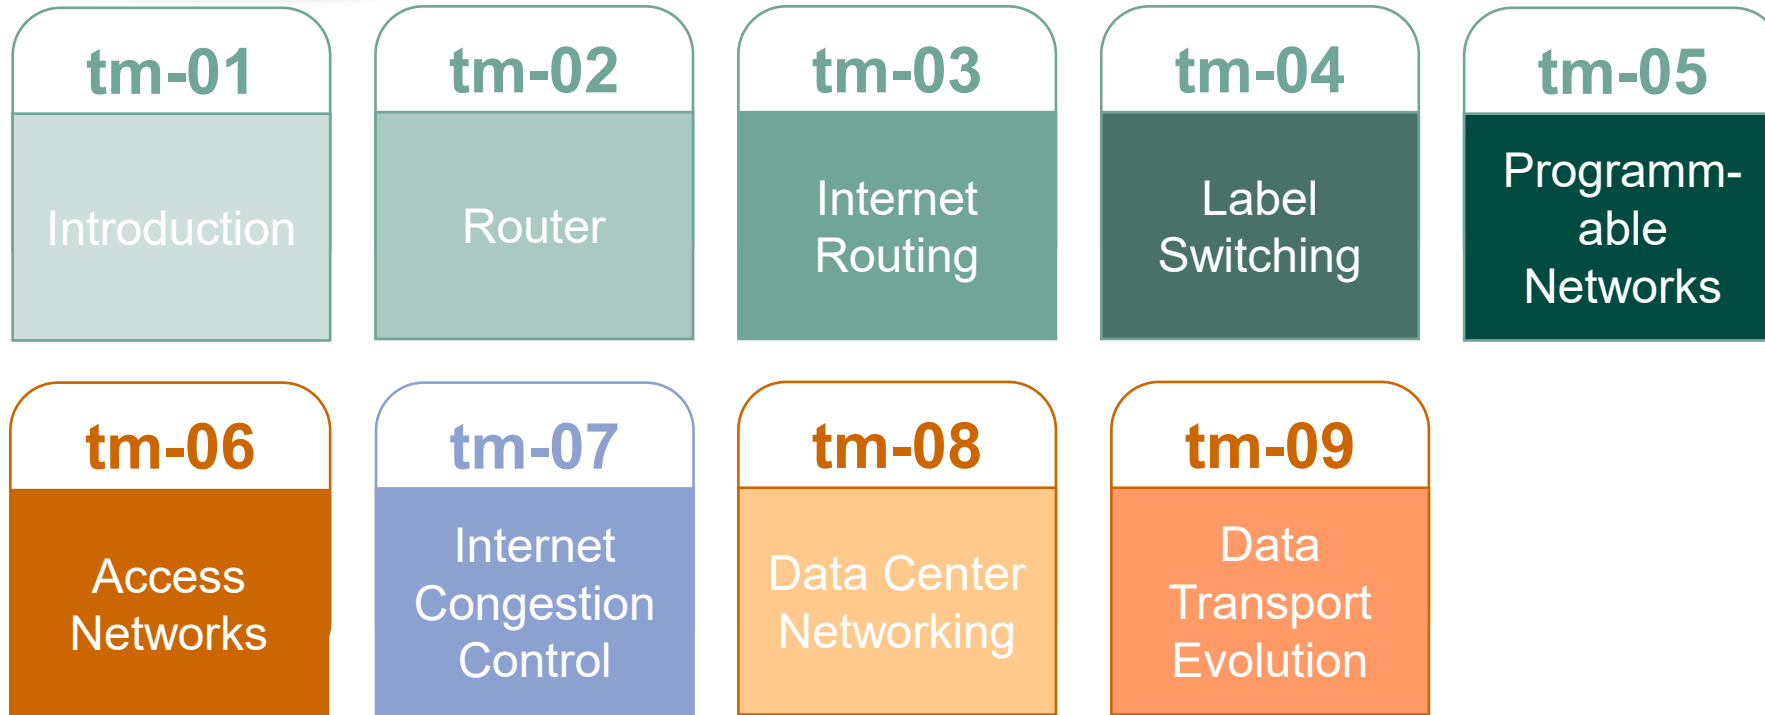 tm-01
Introduction
tm-02
Router
tm-03
Internet
Routing
tm-04
Label
Switching
tm-05
Programm-
able
Networks
tm-06
Access
Networks
tm-07
Internet
Congestion
Control
tm-08
Data Center
Networking
tm-09
Data
Transport
Evolution